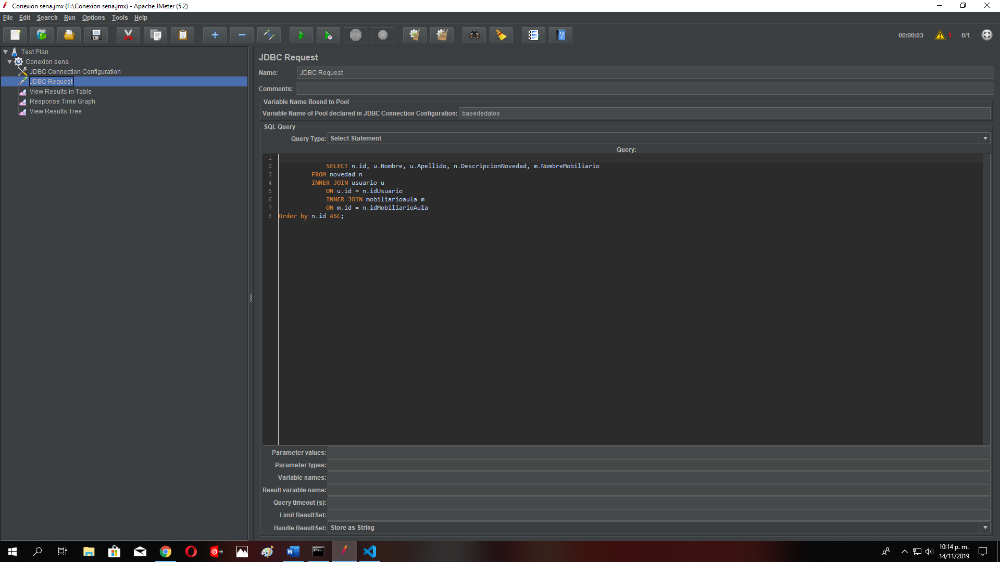 Conexion sena.jmx (F:\Conexion sena.jmx) - Apache JMeter (5.2)
File Edit Search Run Options Tools Help
STOP
00:00:03 1 0/1
Test Plan
Conexion sena
JDBC Connection Configuration
JDBC Request
View Results in Table
Response Time Graph
View Results Tree
JDBC Request
Name: JDBC Request
Comments:
Variable Name Bound to Pool
Variable Name of Pool declared in JDBC Connection Configuration: basededatos
SQL Query
Query Type: Select Statement
Query:
1
2 SELECT n.id, u.Nombre, u.Apellido, n.DescripcionNovedad, m.NombreMobiliario
3 FROM novedad n
4 INNER JOIN usuario u
5 ON u.id = n.idUsuario
6 INNER JOIN mobiliarioaula m
7 ON m.id = n.idMobiliarioAula
8 Order by n.id ASC;
Parameter values:
Parameter types:
Variable names:
Result variable name:
Query timeout (s):
Limit ResultSet:
Handle ResultSet: Store as String
10:14 p. m.
14/11/2019